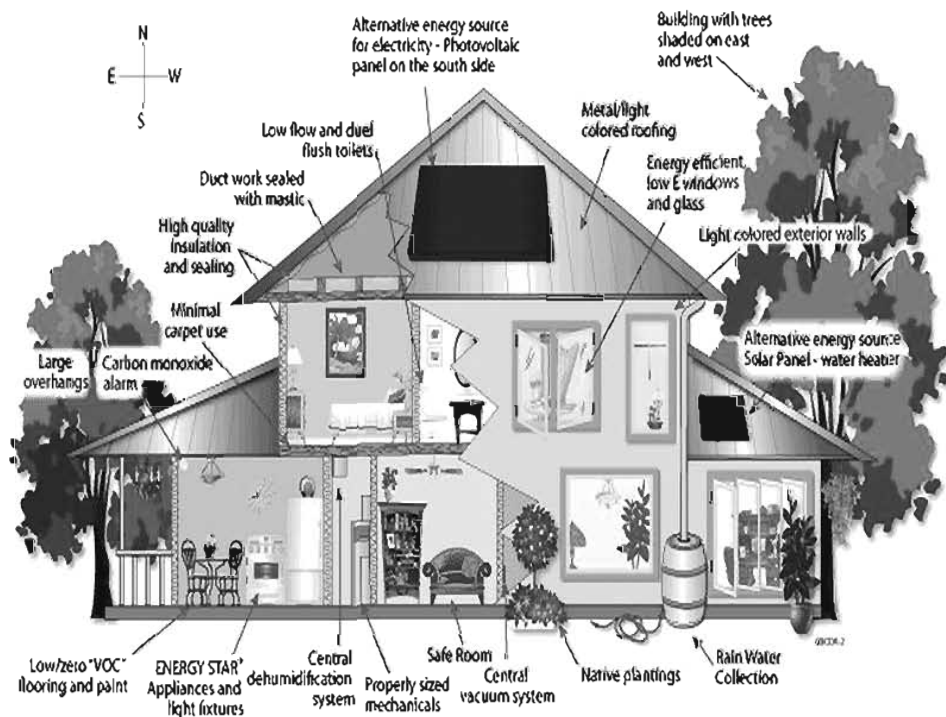 N
E W
S
Alternative energy source
for electricity - Photovoltaic
panel on the south side
Building with trees
shaded on east
and west
Low flow and duel
flush toilets
Metal/light
colored roofing
Duct work sealed
with mastic
Energy efficient,
low E windows
and glass
High quality
insulation
and sealing
Light colored exterior walls
Minimal
carpet use
Large
overhangs
Carbon monoxide
alarm
Alternative energy source
Solar Panel - water heater
Low/zero "VOC"
flooring and paint
ENERGY STAR®
Appliances and
light fixtures
Central
dehumidification
system
Properly sized
mechanicals
Safe Room
Central
vacuum system
Native plantings
Rain Water
Collection